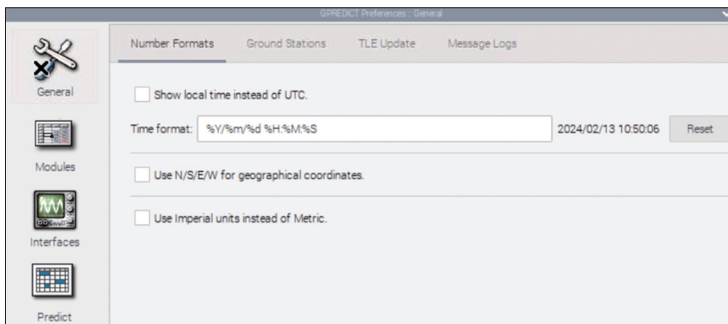 GPREDICT Preferences :: General
Number Formats Ground Stations TLE Update Message Logs
General
Show local time instead of UTC.
Time format: %Y/%m/%d %H:%M:%S 2024/02/13 10:50:06 Reset
Modules
Use N/S/E/W for geographical coordinates.
Use Imperial units instead of Metric.
Interfaces
Predict